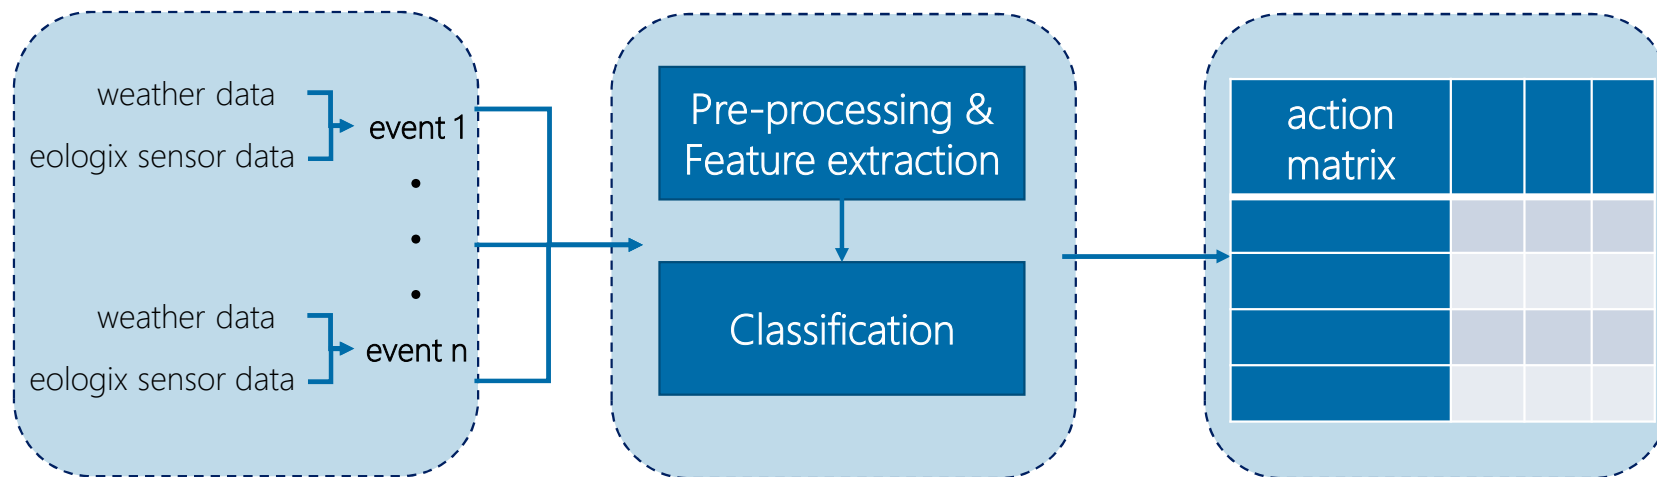 weather data
eologix sensor data
event 1
weather data
eologix sensor data
event n
Pre-processing &
Feature extraction
Classification
action
matrix